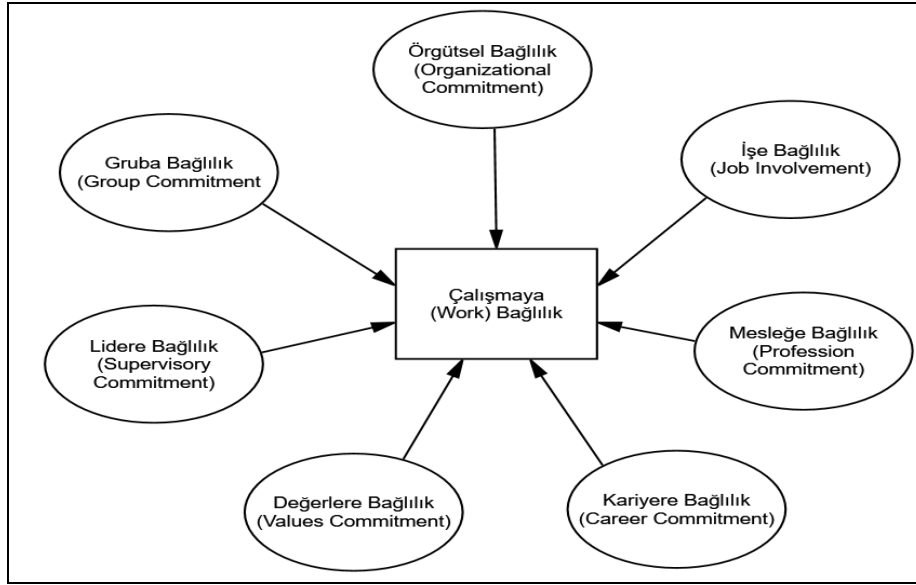 Örgütsel Bağlılık
(Organizational
Commitment)
Gruba Bağlılık
(Group Commitment
İşe Bağlılık
(Job Involvement)
Çalışmaya
(Work) Bağlılık
Lidere Bağlılık
(Supervisory
Commitment)
Mesleğe Bağlılık
(Profession
Commitment)
Değerlere Bağlılık
(Values Commitment)
Kariyere Bağlılık
(Career Commitment)